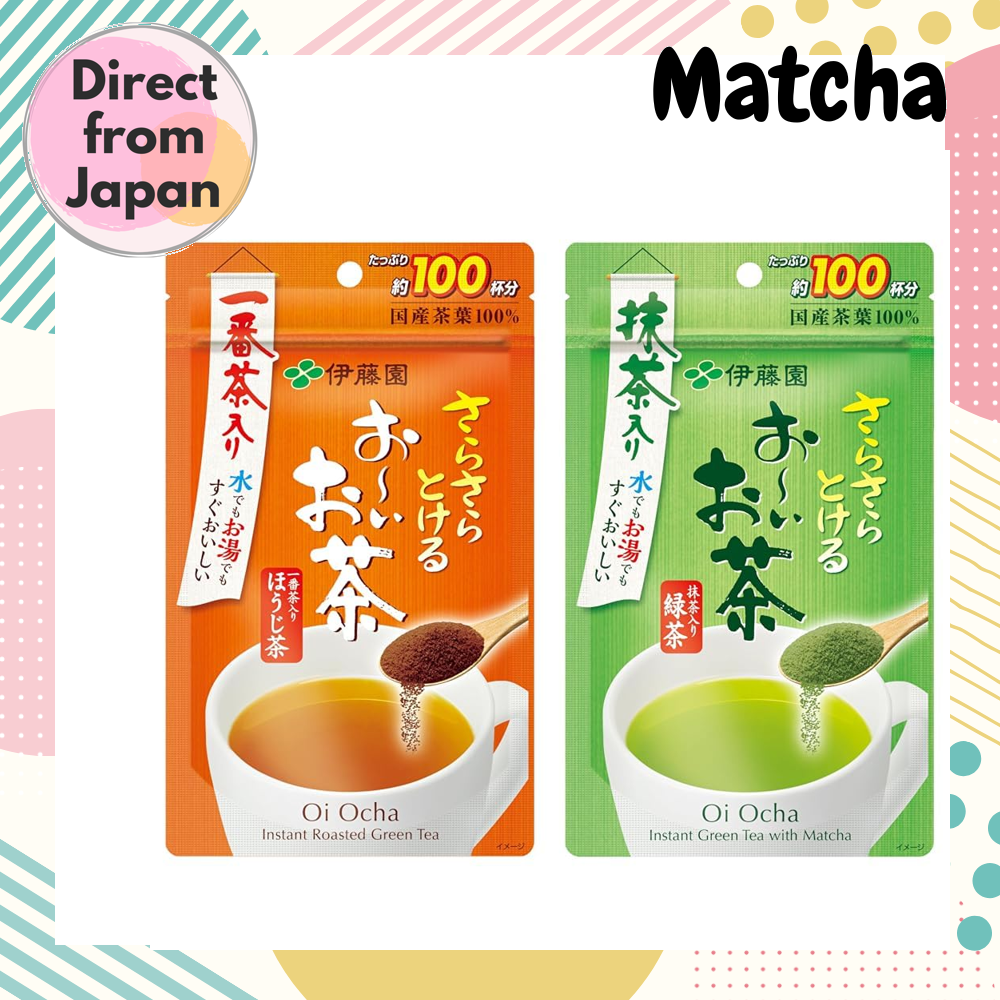 Direct
from
Japan
Matcha
たっぷり
約100杯分
国産茶葉100%
一番茶入り
水でもお湯でも
すぐおいしい
伊藤園
さらさら
とける
お〜い
お茶
一番茶入り
ほうじ茶
Oi Ocha
Instant Roasted Green Tea
イメージ
たっぷり
約100杯分
国産茶葉100%
抹茶入り
水でもお湯でも
すぐおいしい
伊藤園
さらさら
とける
お〜い
お茶
抹茶入り
緑茶
Oi Ocha
Instant Green Tea with Matcha
イメージ